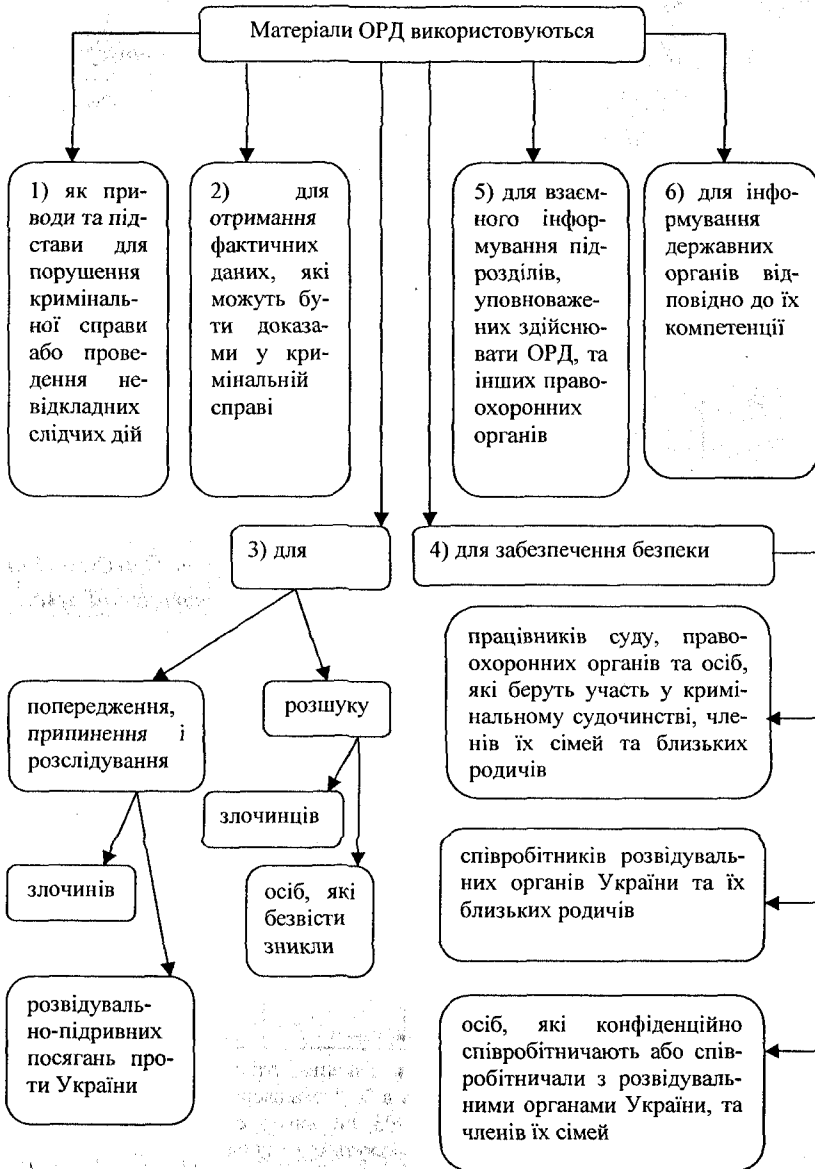 Матеріали ОРД використовуються
1) як при-
води та під-
стави для
порушення
криміналь-
ної справи
або прове-
дення не-
відкладних
слідчих дій
2) для
отримання
фактичних
даних, які
можуть бу-
ти доказа-
ми у кри-
мінальній
справі
5) для взаєм-
ного інфор-
мування під-
розділів,
уповноваже-
них здійсню-
вати ОРД, та
інших право-
охоронних
органів
6) для інфо-
рмування
державних
органів від-
повідно до їх
компетенції
3) для
4) для забезпечення безпеки
попередження,
припинення і
розслідування
розшуку
злочинців
злочинів
осіб, які
безвісти
зникли
розвідуваль-
но-підривних
посягань про-
ти України
працівників суду, право-
охоронних органів та осіб,
які беруть участь у кримі-
нальному судочинстві, чле-
нів їх сімей та близьких
родичів
співробітників розвідуваль-
них органів України та їх
близьких родичів
осіб, які конфіденційно
співробітничають або спів-
робітничали з розвідуваль-
ними органами України, та
членів їх сімей